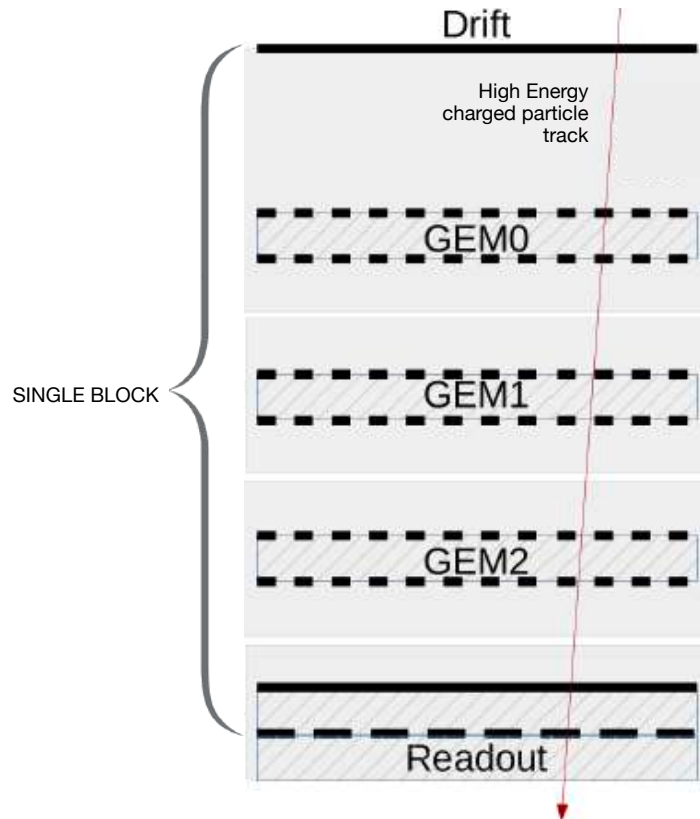 Drift
High Energy
charged particle
track
GEM0
GEM1
SINGLE BLOCK
GEM2
Readout